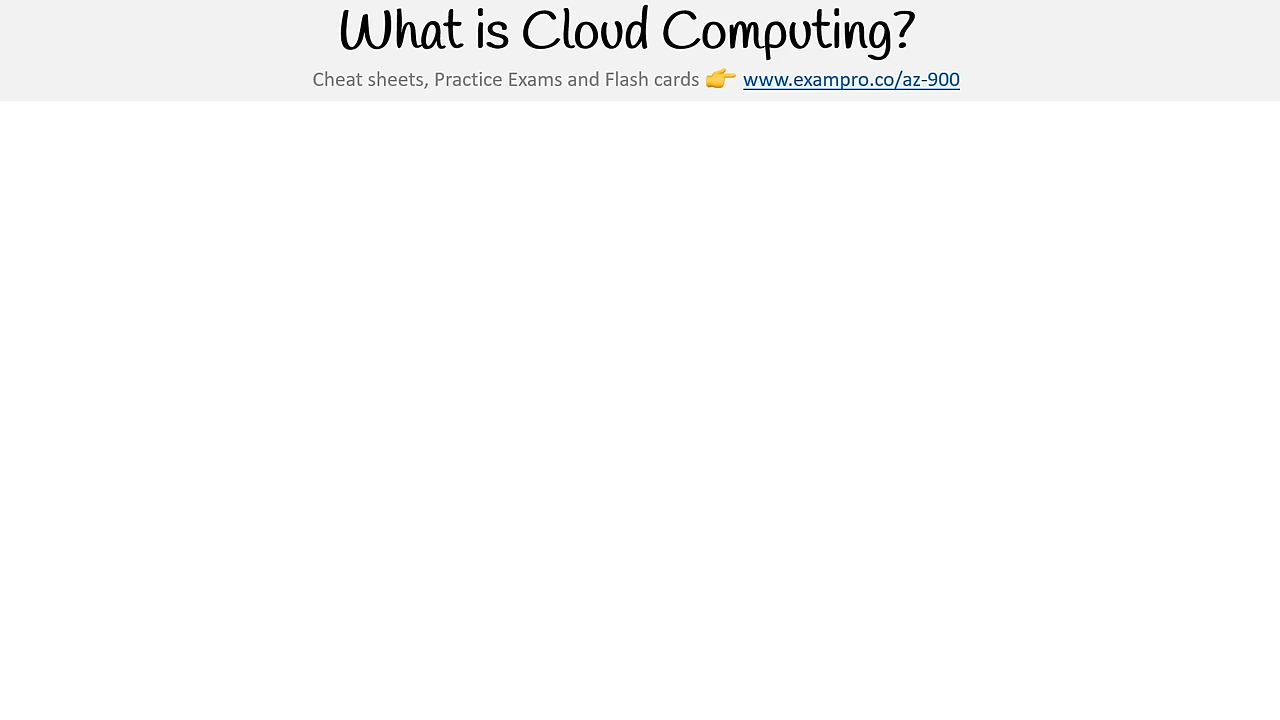 What is Cloud Computing?
Cheat sheets, Practice Exams and Flash cards 👉 www.exampro.co/az-900